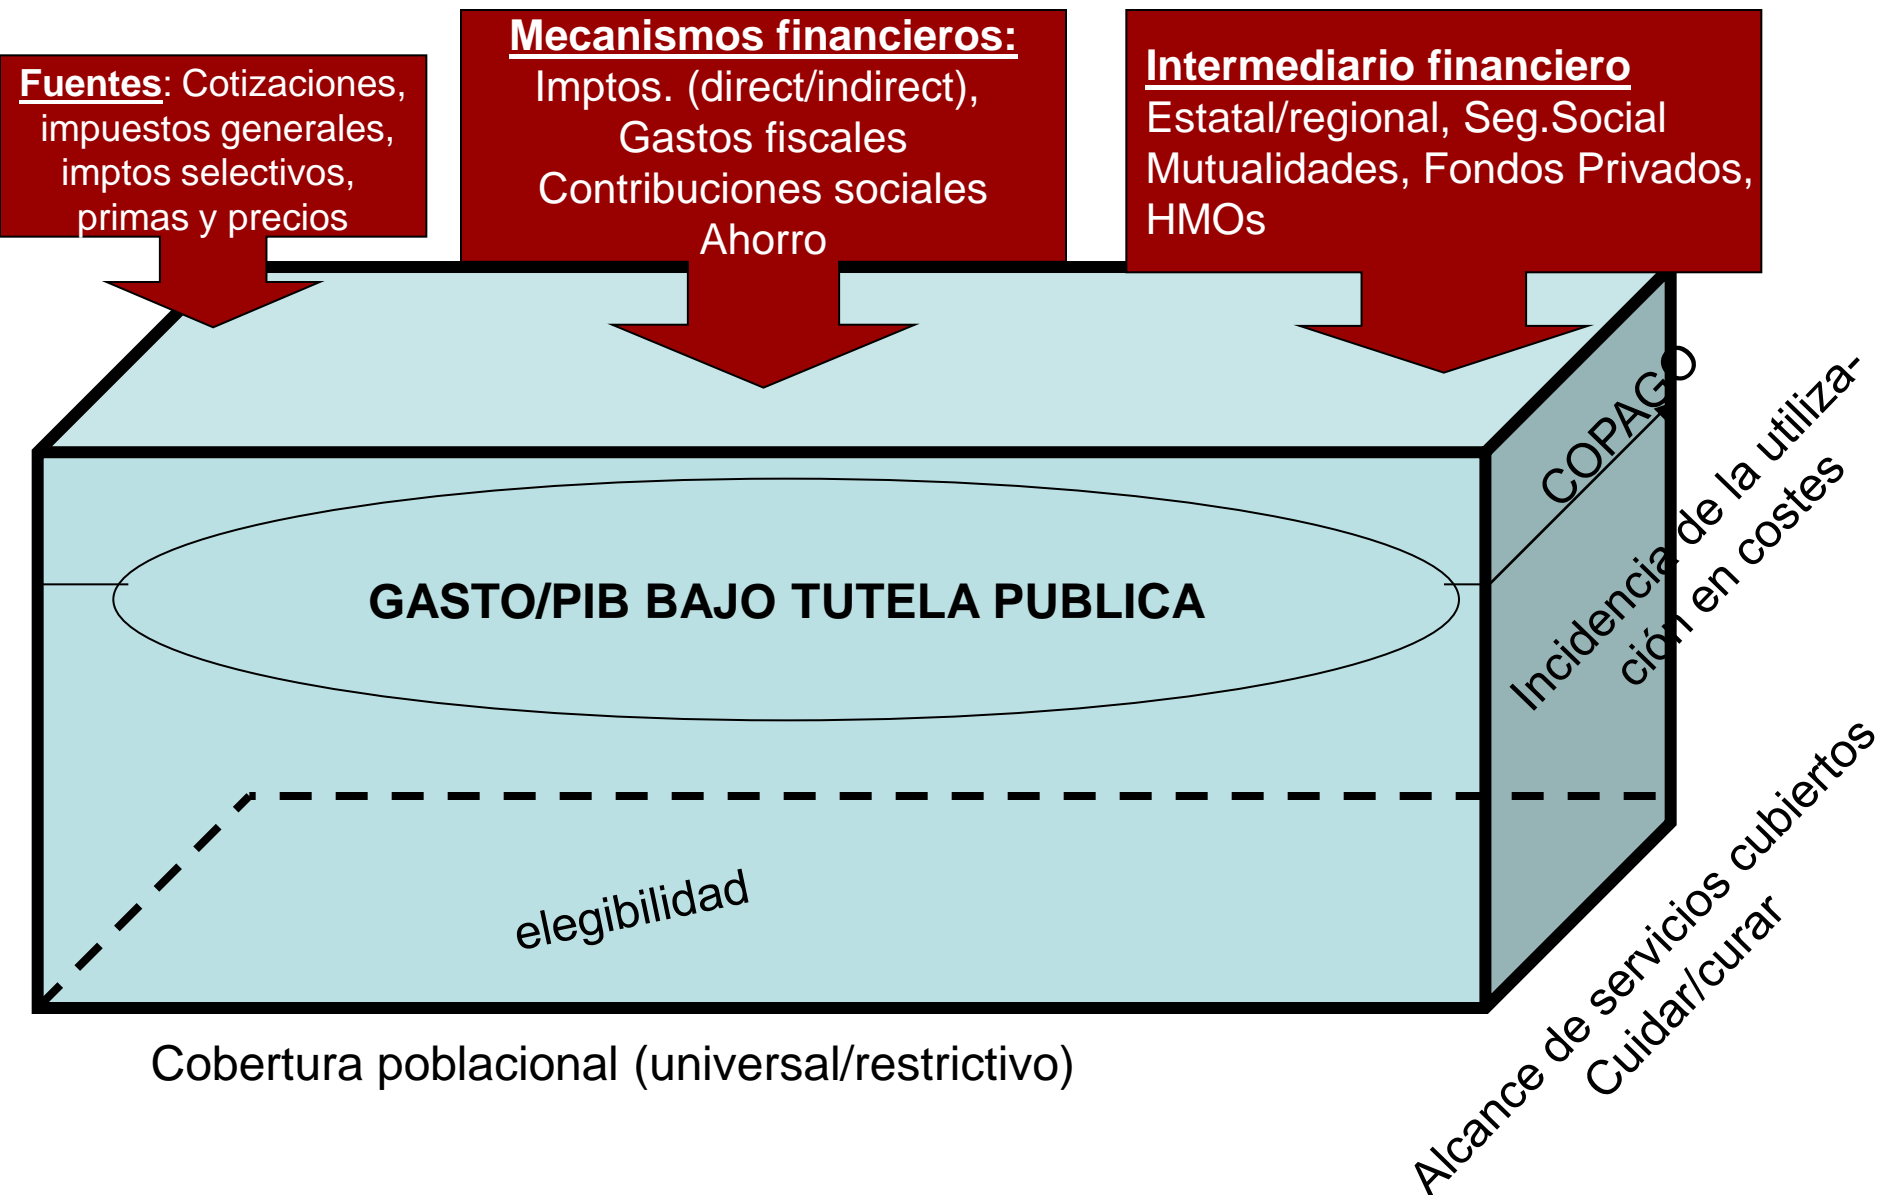 Fuentes: Cotizaciones,
impuestos generales,
imptos selectivos,
primas y precios
Mecanismos financieros:
Imptos. (direct/indirect),
Gastos fiscales
Contribuciones sociales
Ahorro
Intermediario financiero
Estatal/regional, Seg.Social
Mutualidades, Fondos Privados,
HMOs
COPAGO
Incidencia de la utiliza-
ción en costes
GASTO/PIB BAJO TUTELA PUBLICA
elegibilidad
Alcance de servicios cubiertos
Cuidar/curar
Cobertura poblacional (universal/restrictivo)